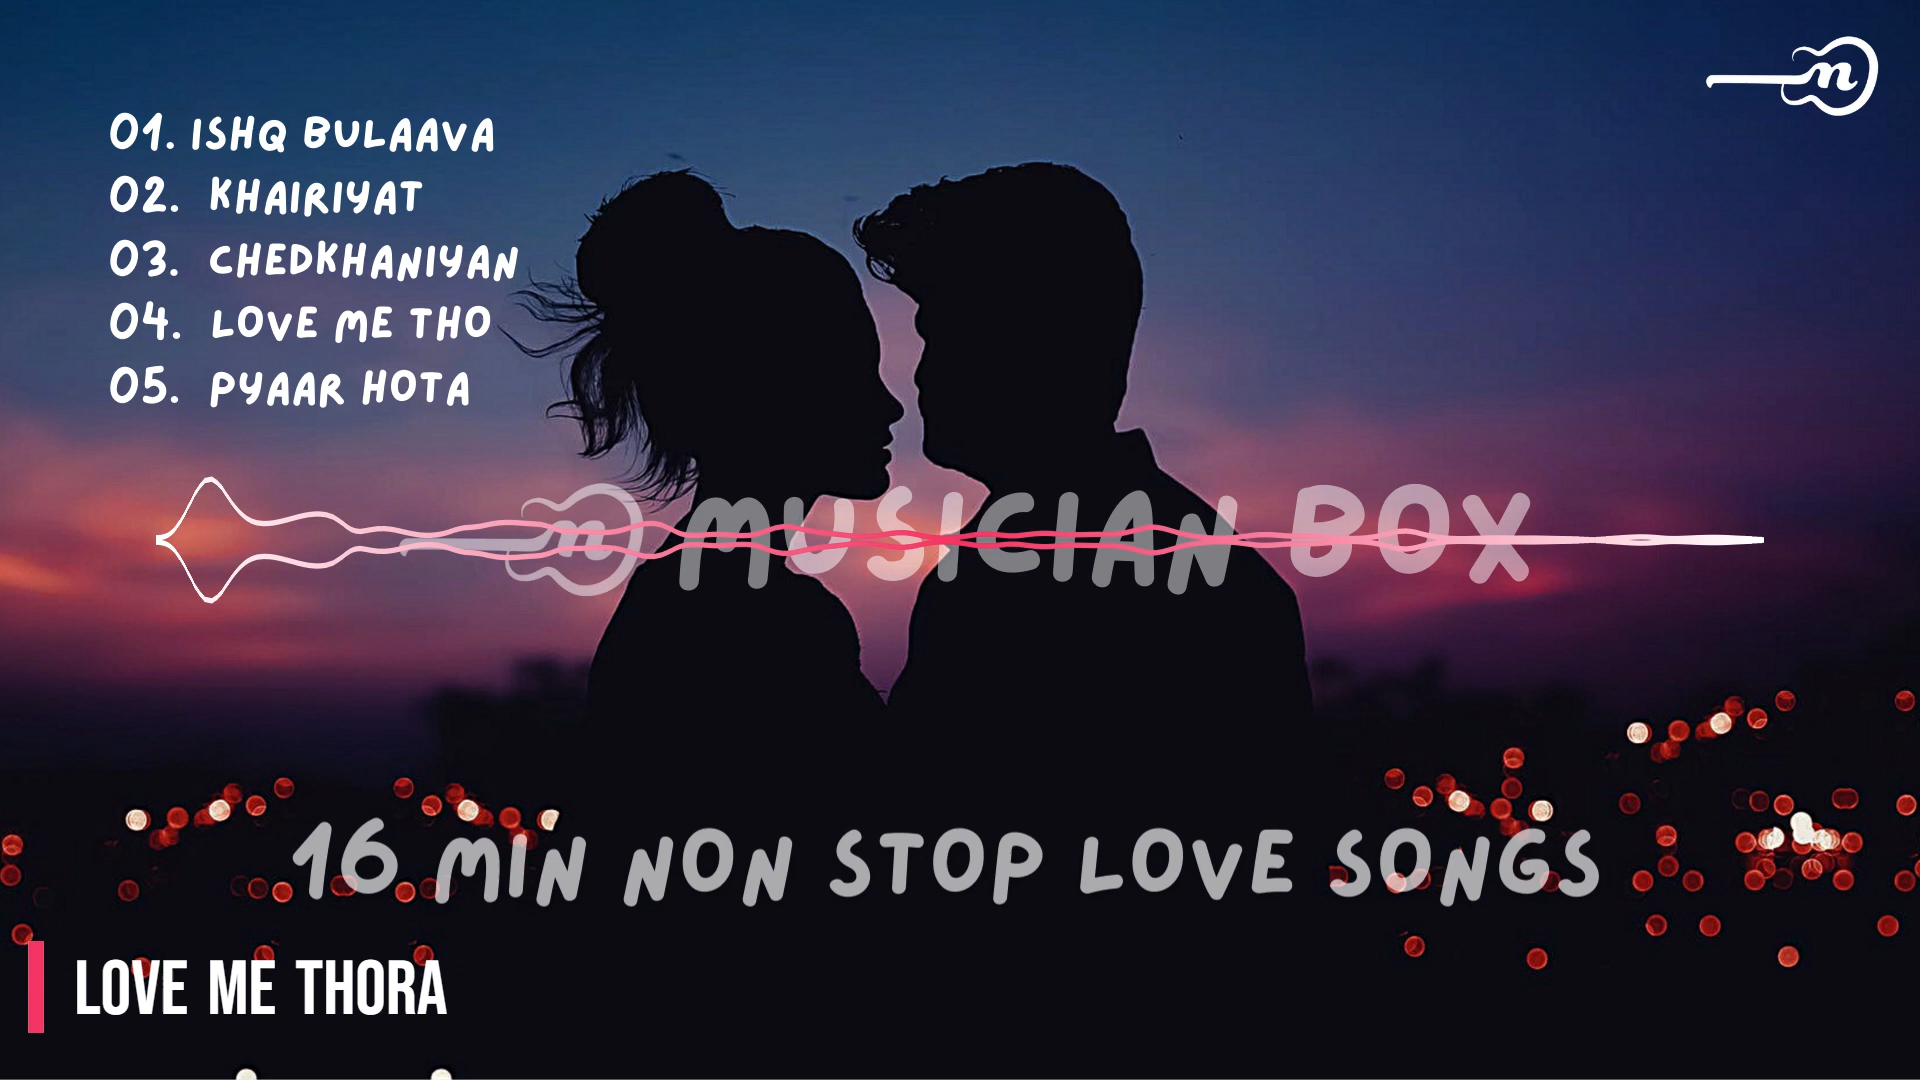 01. ISHQ BULAAVA
02. KHAIRIYAT
03. CHEDKHANIYAN
04. LOVE ME THO
05. PYAAR HOTA
n
n MUSICIAN BOX
16 MIN NON STOP LOVE SONGS
LOVE ME THORA